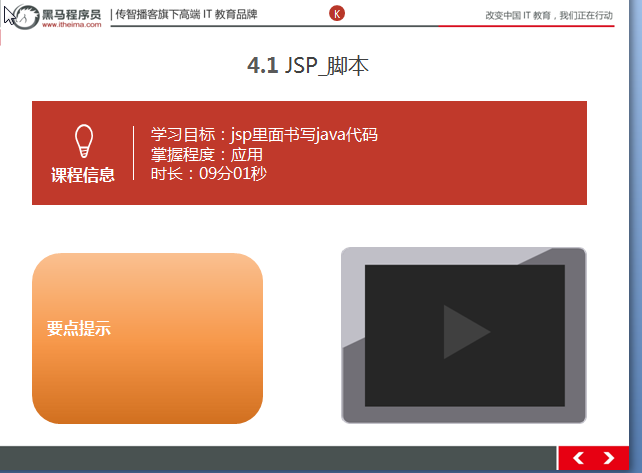 黑马程序员
www.itheima.com
传智播客旗下高端 IT 教育品牌
K
改变中国 IT 教育，我们正在行动
4.1 JSP_脚本
课程信息
学习目标：jsp里面书写java代码
掌握程度：应用
时长：09分01秒
要点提示